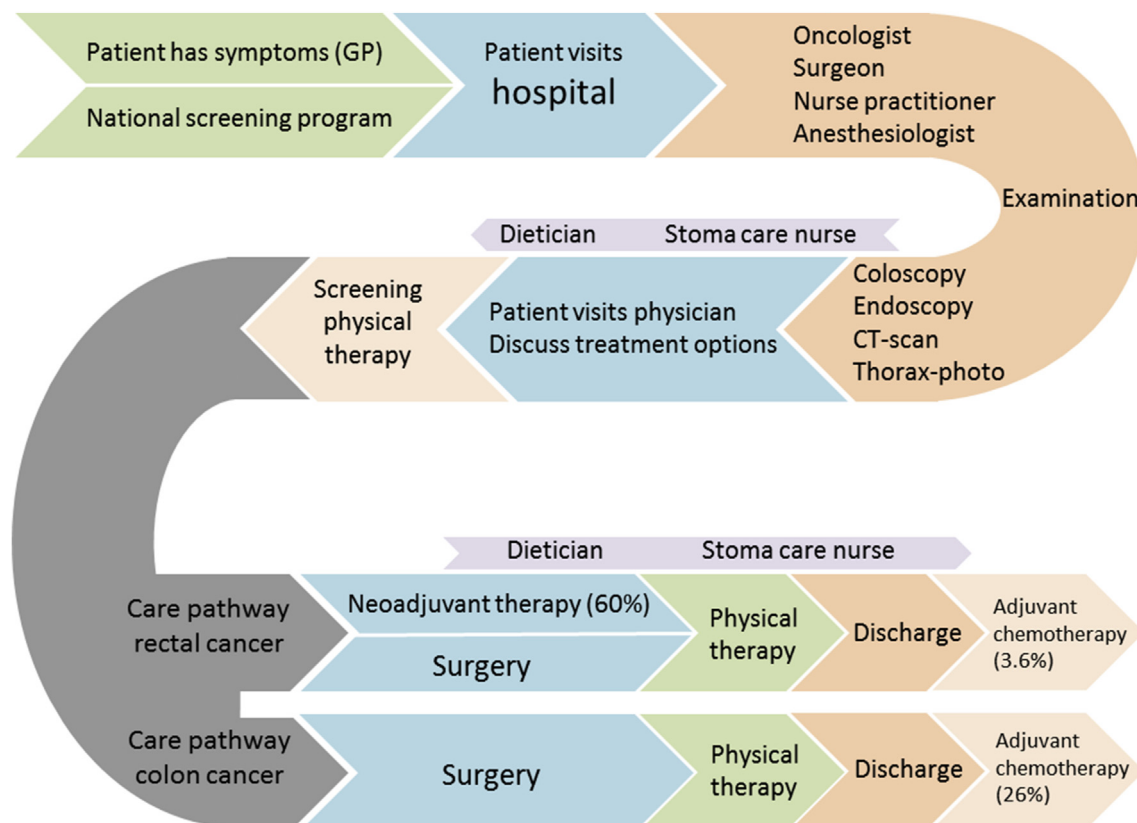 Patient has symptoms (GP)
National screening program
Patient visits
hospital
Oncologist
Surgeon
Nurse practitioner
Anesthesiologist
Examination
Coloscopy
Endoscopy
CT-scan
Thorax-photo
Dietician Stoma care nurse
Patient visits physician
Discuss treatment options
Screening
physical
therapy
Dietician Stoma care nurse
Care pathway
rectal cancer
Neoadjuvant therapy (60%)
Surgery
Physical
therapy
Discharge
Adjuvant
chemotherapy
(3.6%)
Care pathway
colon cancer
Surgery
Physical
therapy
Discharge
Adjuvant
chemotherapy
(26%)